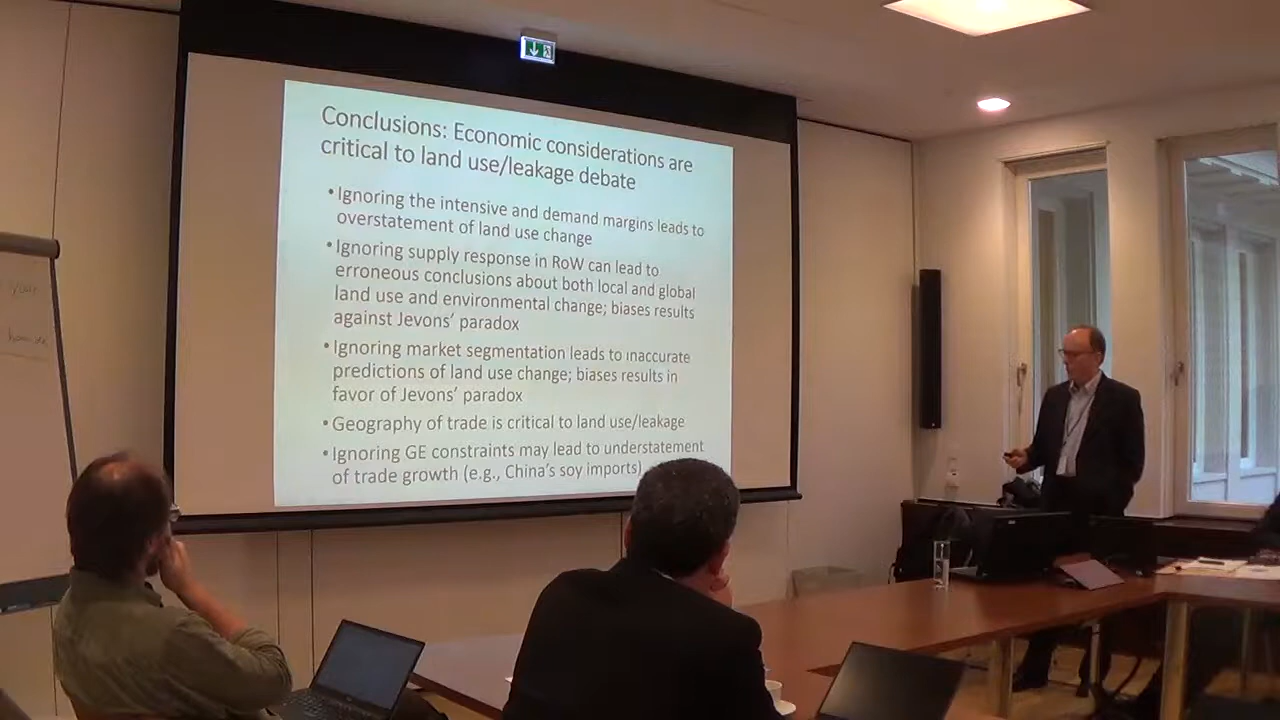 Conclusions: Economic considerations are
critical to land use/leakage debate
•Ignoring the intensive and demand margins leads to
overstatement of land use change
•Ignoring supply response in RoW can lead to
erroneous conclusions about both local and global
land use and environmental change; biases results
against Jevons' paradox
•Ignoring market segmentation leads to inaccurate
predictions of land use change; biases results in
favor of Jevons' paradox
•Geography of trade is critical to land use/leakage
•Ignoring GE constraints may lead to understatement
of trade growth (e.g., China's soy imports)